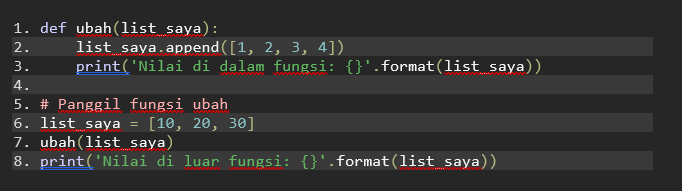 1. def ubah(list_saya):
2.     list_saya.append([1, 2, 3, 4])
3.     print('Nilai di dalam fungsi: {}'.format(list_saya))
4.
5. # Panggil fungsi ubah
6. list_saya = [10, 20, 30]
7. ubah(list_saya)
8. print('Nilai di luar fungsi: {}'.format(list_saya))